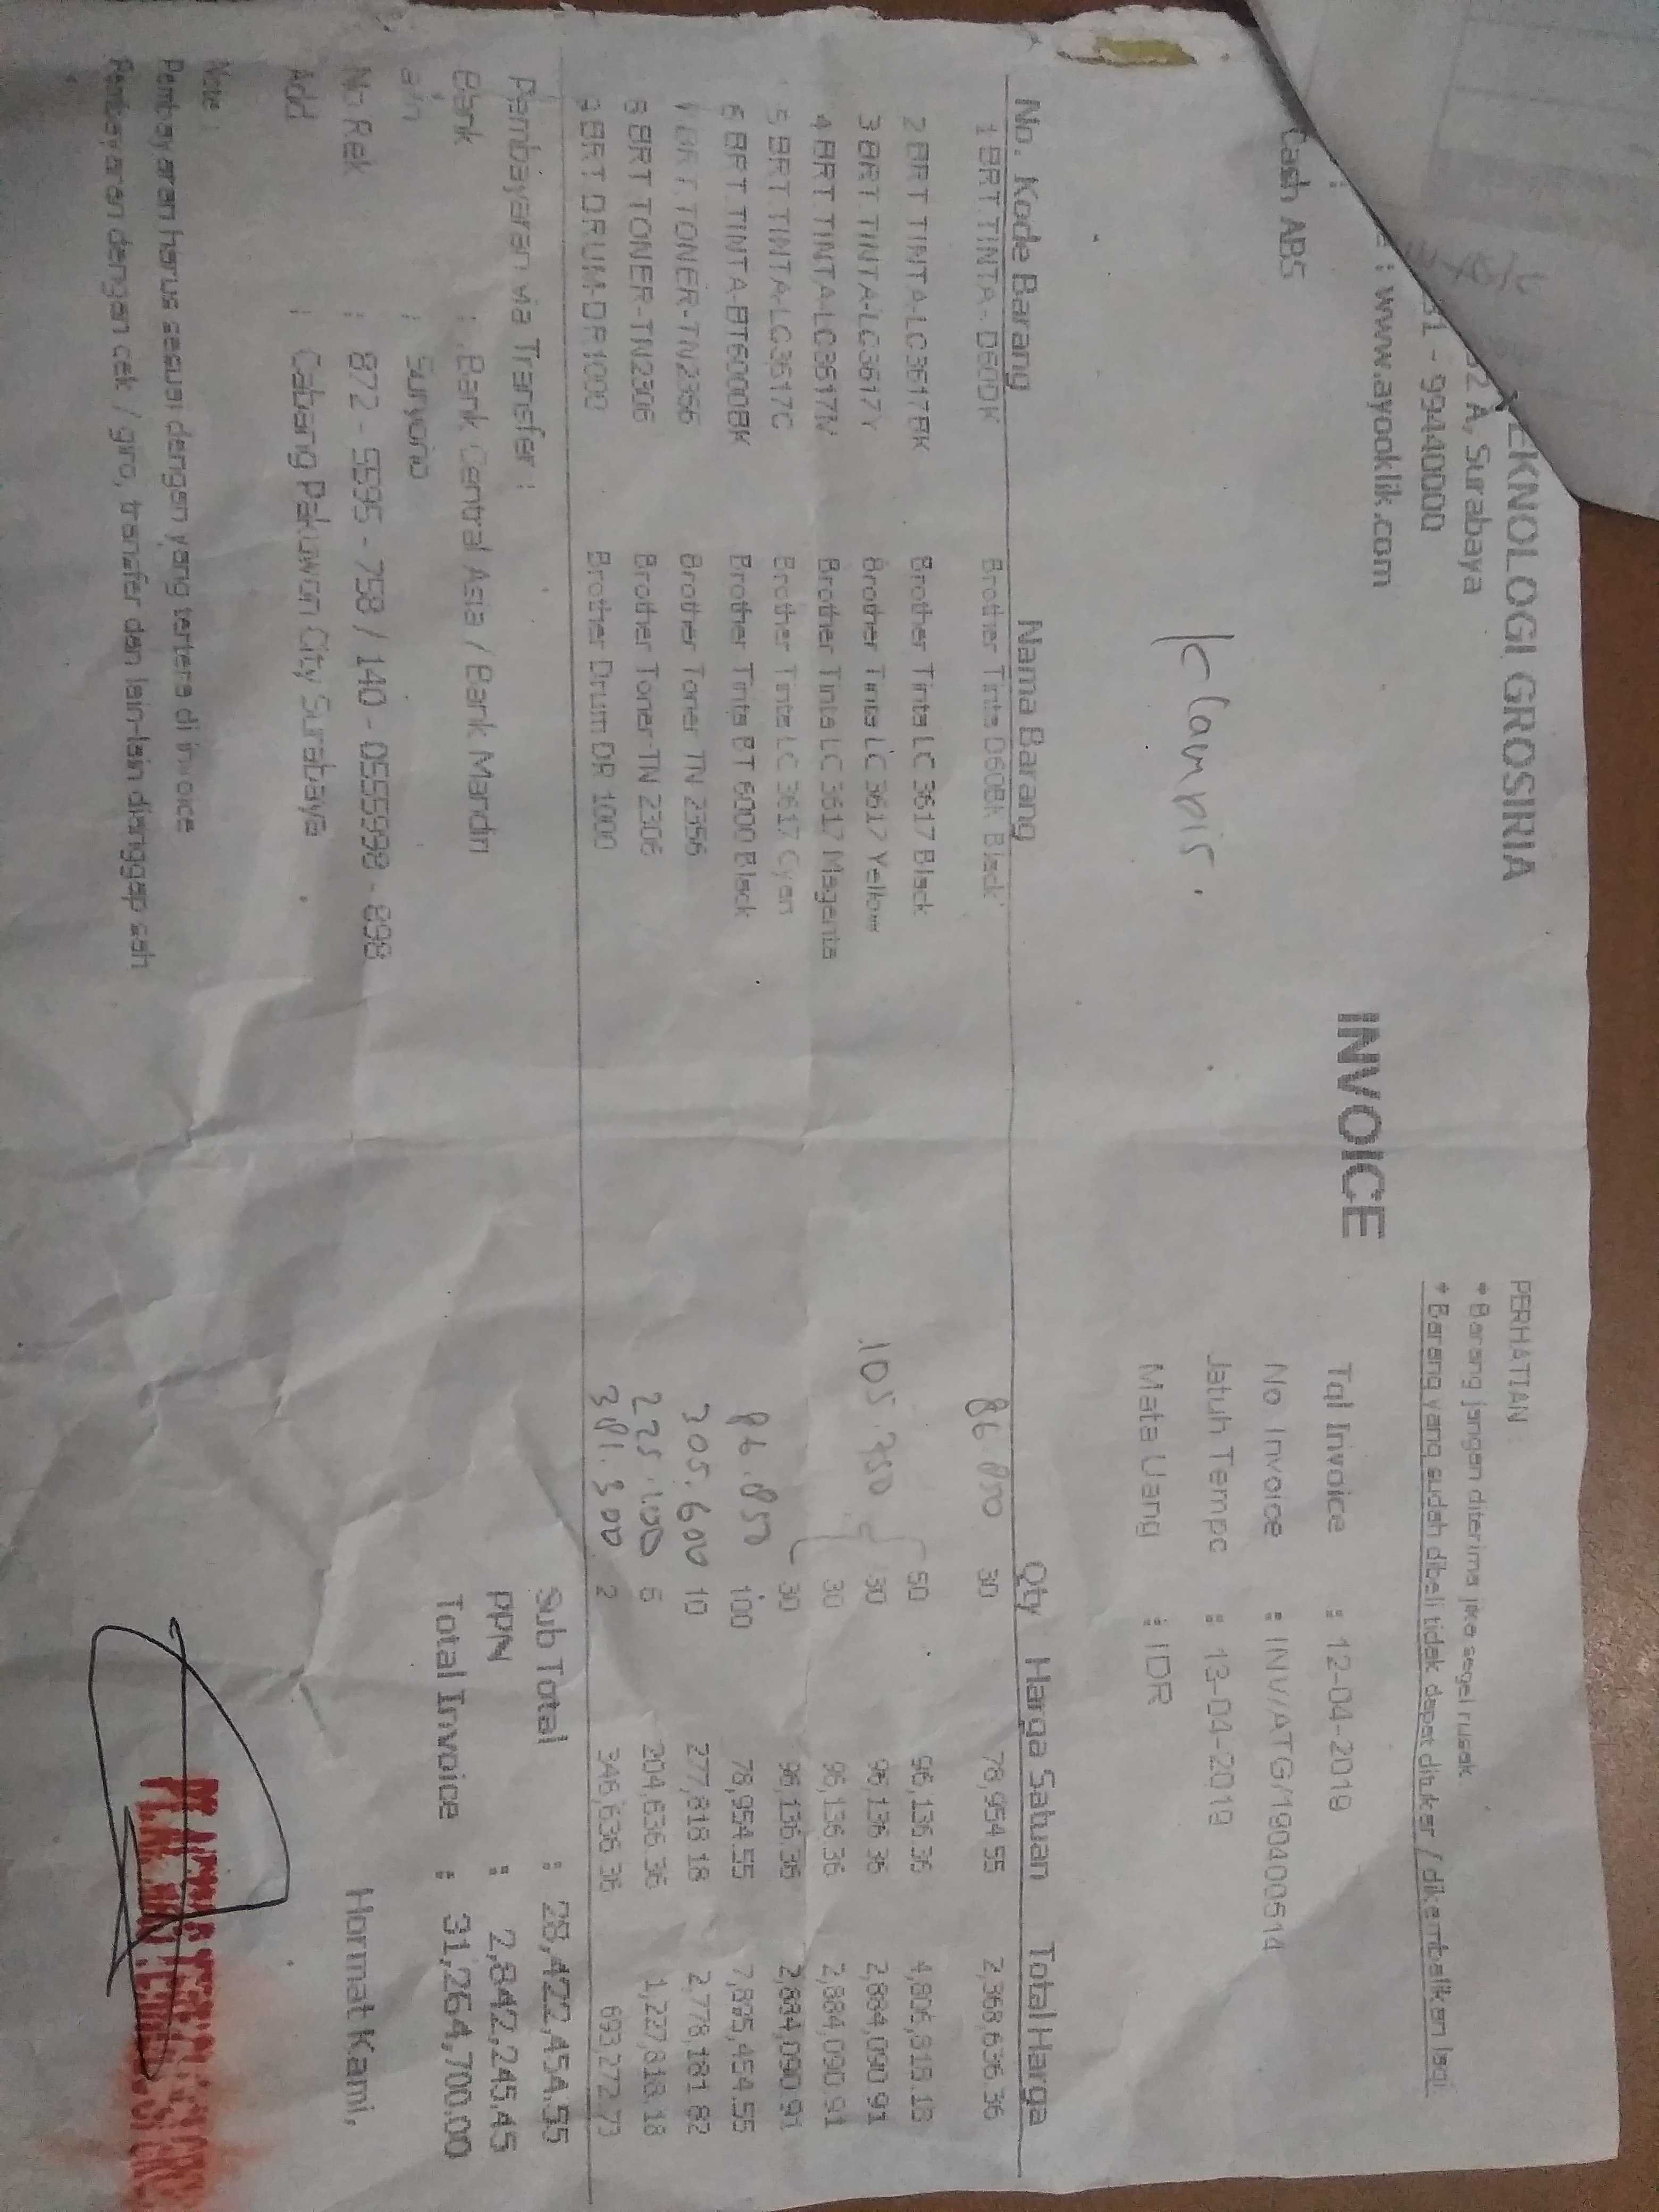 TEKNOLOGI GROSIRIA
A, Surabaya
31 - 99440000
: www.ayooklik.com
Cash ABS
Klampis.
INVOICE
PERHATIAN :
* Barang jangan diterima jika segel rusak
* Barang yang sudah dibeli tidak dapat ditukar / dikembalikan lagi
Tgl Invoice : 12-04-2019
No Invoice : INV/ATG/190400514
Jatuh Tempo : 13-04-2019
Mata Uang : IDR
No. Kode Barang Nama Barang Qty Harga Satuan Total Harga
1 BRT TINTA-D60DK Brother Tinta D60BK Black 86 850 30 78,954.55 2,368,636.36
2 BRT TINTA-LC3617BK Brother Tinta LC 3617 Black 50 96,136.36 4,806,818.18
3 BRT TINTA-LC3617Y Brother Tinta LC 3617 Yellow 105.750 30 96,136.36 2,884,090.91
4 BRT TINTA-LC3617M Brother Tinta LC 3617 Magenta 30 96,136.36 2,884,090.91
5 BRT TINTA-LC3617C Brother Tinta LC 3617 Cyan 30 96,136.36 2,884,090.91
6 BRT TINTA-BT6000BK Brother Tinta BT 6000 Black 86.850 100 78,954.55 7,895,454.55
7 BRT TONER-TN2356 Brother Toner TN 2356 305.600 10 277,818.18 2,778,181.82
8 BRT TONER-TN2306 Brother Toner TN 2306 225.100 6 204,636.36 1,227,818.18
9 BRT DRUM-DR1000 Brother Drum DR 1000 381.300 2 346,636.36 693,272.73
Pembayaran via Transfer :
Bank : Bank Central Asia / Bank Mandiri
a/n : Suryono
No Rek : 872 - 5595 - 758 / 140 - 0555998 - 898
Add : Cabang Pakuwon City Surabaya
Sub Total : 28,422,454.55
PPN : 2,842,245.45
Total Invoice : 31,264,700.00
Note :
Pembayaran harus sesuai dengan yang tertera di invoice
Pembayaran dengan cek / giro, transfer dan lain-lain dianggap sah
Hormat Kami,